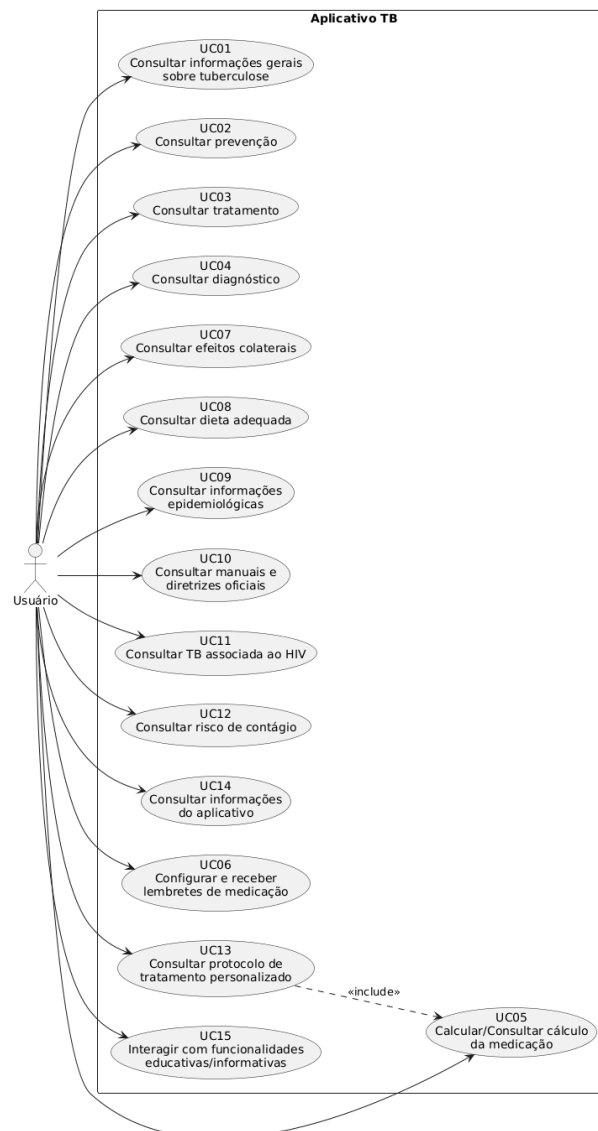 Aplicativo TB
UC01
Consultar informações gerais
sobre tuberculose
UC02
Consultar prevenção
UC03
Consultar tratamento
UC04
Consultar diagnóstico
UC07
Consultar efeitos colaterais
UC08
Consultar dieta adequada
UC09
Consultar informações
epidemiológicas
UC10
Consultar manuais e
diretrizes oficiais
Usuário
UC11
Consultar TB associada ao HIV
UC12
Consultar risco de contágio
UC14
Consultar informações
do aplicativo
UC06
Configurar e receber
lembretes de medicação
UC13
Consultar protocolo de
tratamento personalizado
«include»
UC05
Calcular/Consultar cálculo
da medicação
UC15
Interagir com funcionalidades
educativas/informativas